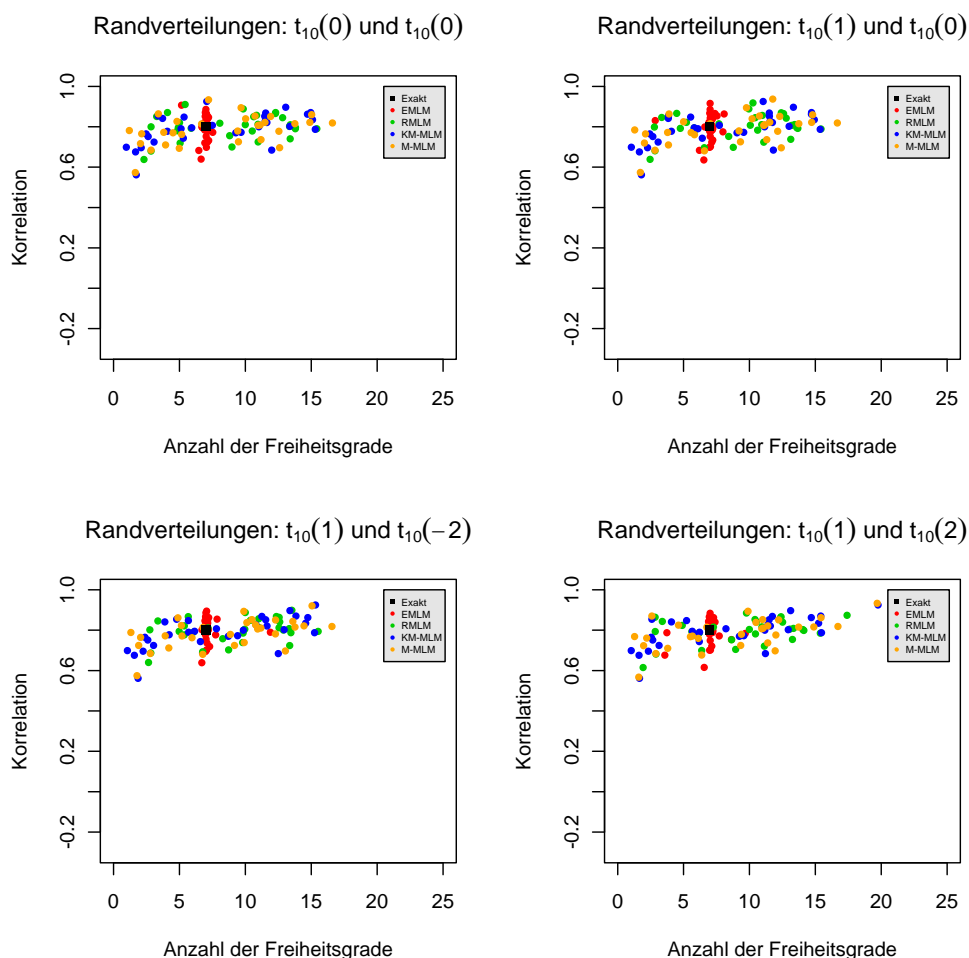 Randverteilungen: t₁₀(0) und t₁₀(0)
1.0
0.6
0.2
-0.2
Korrelation
Exakt
EMLM
RMLM
KM-MLM
M-MLM
0 5 10 15 20 25
Anzahl der Freiheitsgrade
Randverteilungen: t₁₀(1) und t₁₀(0)
1.0
0.6
0.2
-0.2
Korrelation
Exakt
EMLM
RMLM
KM-MLM
M-MLM
0 5 10 15 20 25
Anzahl der Freiheitsgrade
Randverteilungen: t₁₀(1) und t₁₀(−2)
1.0
0.6
0.2
-0.2
Korrelation
Exakt
EMLM
RMLM
KM-MLM
M-MLM
0 5 10 15 20 25
Anzahl der Freiheitsgrade
Randverteilungen: t₁₀(1) und t₁₀(2)
1.0
0.6
0.2
-0.2
Korrelation
Exakt
EMLM
RMLM
KM-MLM
M-MLM
0 5 10 15 20 25
Anzahl der Freiheitsgrade